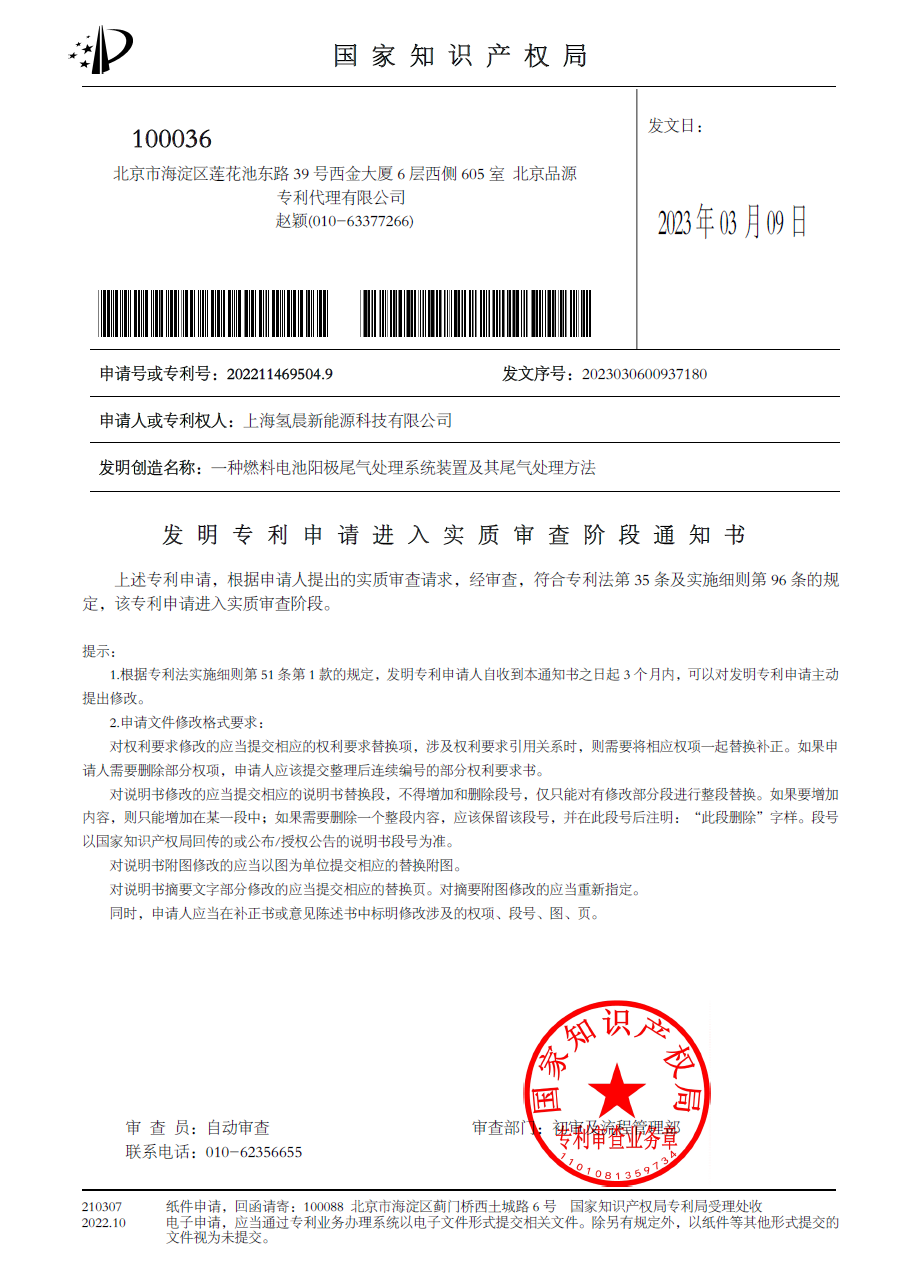 国家知识产权局
100036
北京市海淀区莲花池东路 39 号西金大厦 6 层西侧 605 室 北京品源
专利代理有限公司
赵颖(010-63377266)
发文日：
2023 年 03 月 09 日
申请号或专利号：202211469504.9
发文序号：2023030600937180
申请人或专利权人：上海氢晨新能源科技有限公司
发明创造名称：一种燃料电池阳极尾气处理系统装置及其尾气处理方法
发明专利申请进入实质审查阶段通知书
上述专利申请，根据申请人提出的实质审查请求，经审查，符合专利法第 35 条及实施细则第 96 条的规
定，该专利申请进入实质审查阶段。
提示：
1.根据专利法实施细则第 51 条第 1 款的规定，发明专利申请人自收到本通知书之日起 3 个月内，可以对发明专利申请主动
提出修改。
2.申请文件修改格式要求：
对权利要求修改的应当提交相应的权利要求替换项，涉及权利要求引用关系时，则需要将相应权项一起替换补正。如果申
请人需要删除部分权项，申请人应该提交整理后连续编号的部分权利要求书。
对说明书修改的应当提交相应的说明书替换段，不得增加和删除段号，仅只能对有修改部分段进行整段替换。如果要增加
内容，则只能增加在某一段中；如果需要删除一个整段内容，应该保留该段号，并在此段号后注明：“此段删除”字样。段号
以国家知识产权局回传的或公布/授权公告的说明书段号为准。
对说明书附图修改的应当以图为单位提交相应的替换附图。
对说明书摘要文字部分修改的应当提交相应的替换页。对摘要附图修改的应当重新指定。
同时，申请人应当在补正书或意见陈述书中标明修改涉及的权项、段号、图、页。
国家知识产权局
专利审查业务章
1101081359734
审 查 员：自动审查
审查部门：初审及流程管理部
联系电话：010-62356655
210307
2022.10
纸件申请，回函请寄：100088 北京市海淀区蓟门桥西土城路 6 号 国家知识产权局专利局受理处收
电子申请，应当通过专利业务办理系统以电子文件形式提交相关文件。除另有规定外，以纸件等其他形式提交的
文件视为未提交。